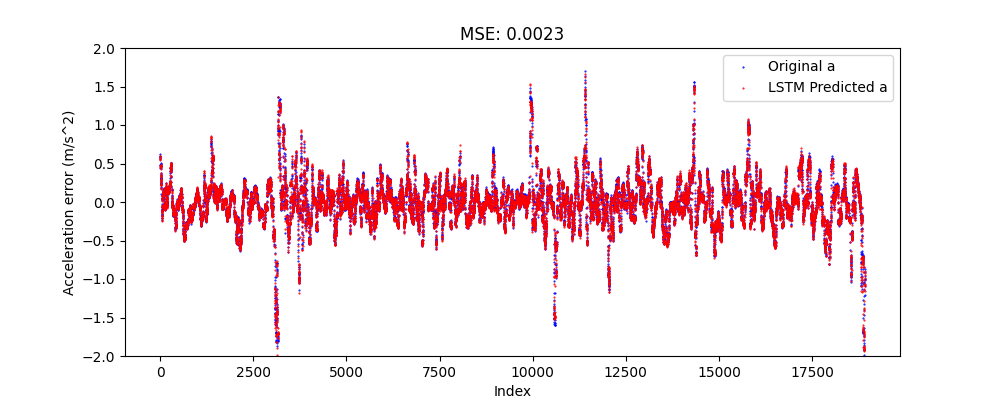 MSE: 0.0023
Original a
LSTM Predicted a
2.0
1.5
1.0
0.5
0.0
−0.5
−1.0
−1.5
−2.0
Acceleration error (m/s^2)
0 2500 5000 7500 10000 12500 15000 17500
Index